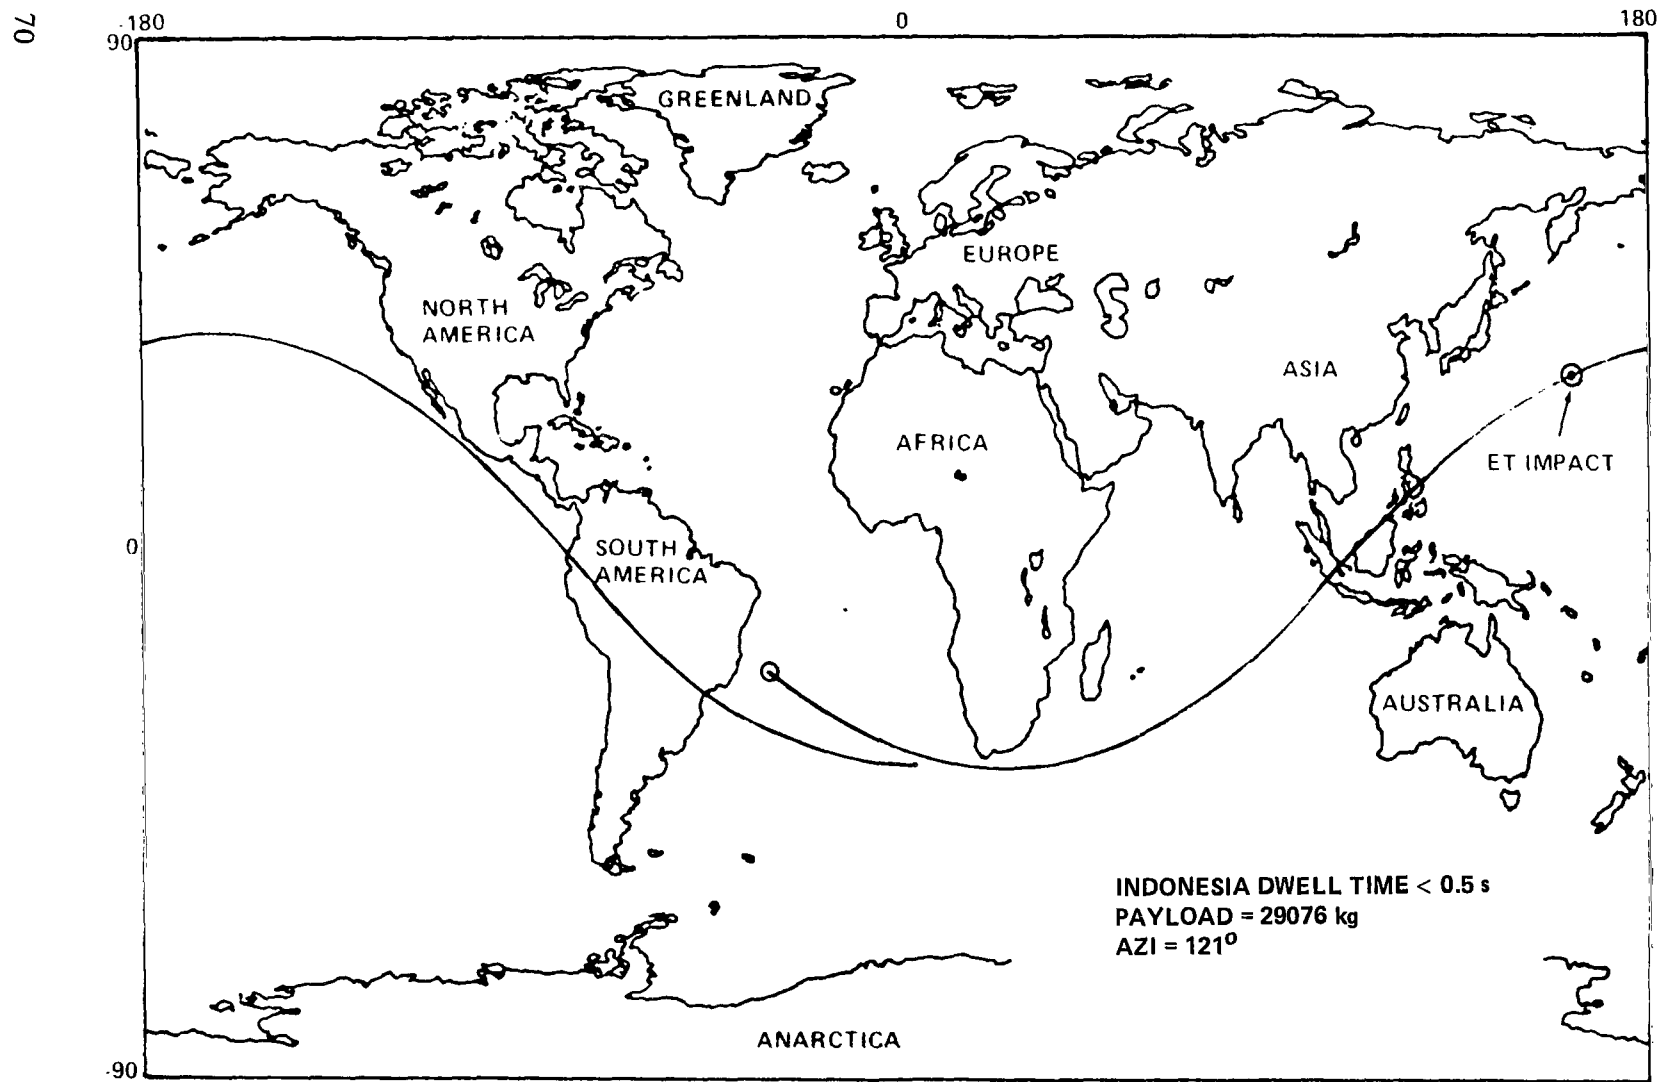 70
-180
0
180
90
GREENLAND
EUROPE
NORTH
AMERICA
ASIA
AFRICA
ET IMPACT
0
SOUTH
AMERICA
AUSTRALIA
INDONESIA DWELL TIME < 0.5 s
PAYLOAD = 29076 kg
AZI = 121°
ANARCTICA
-90